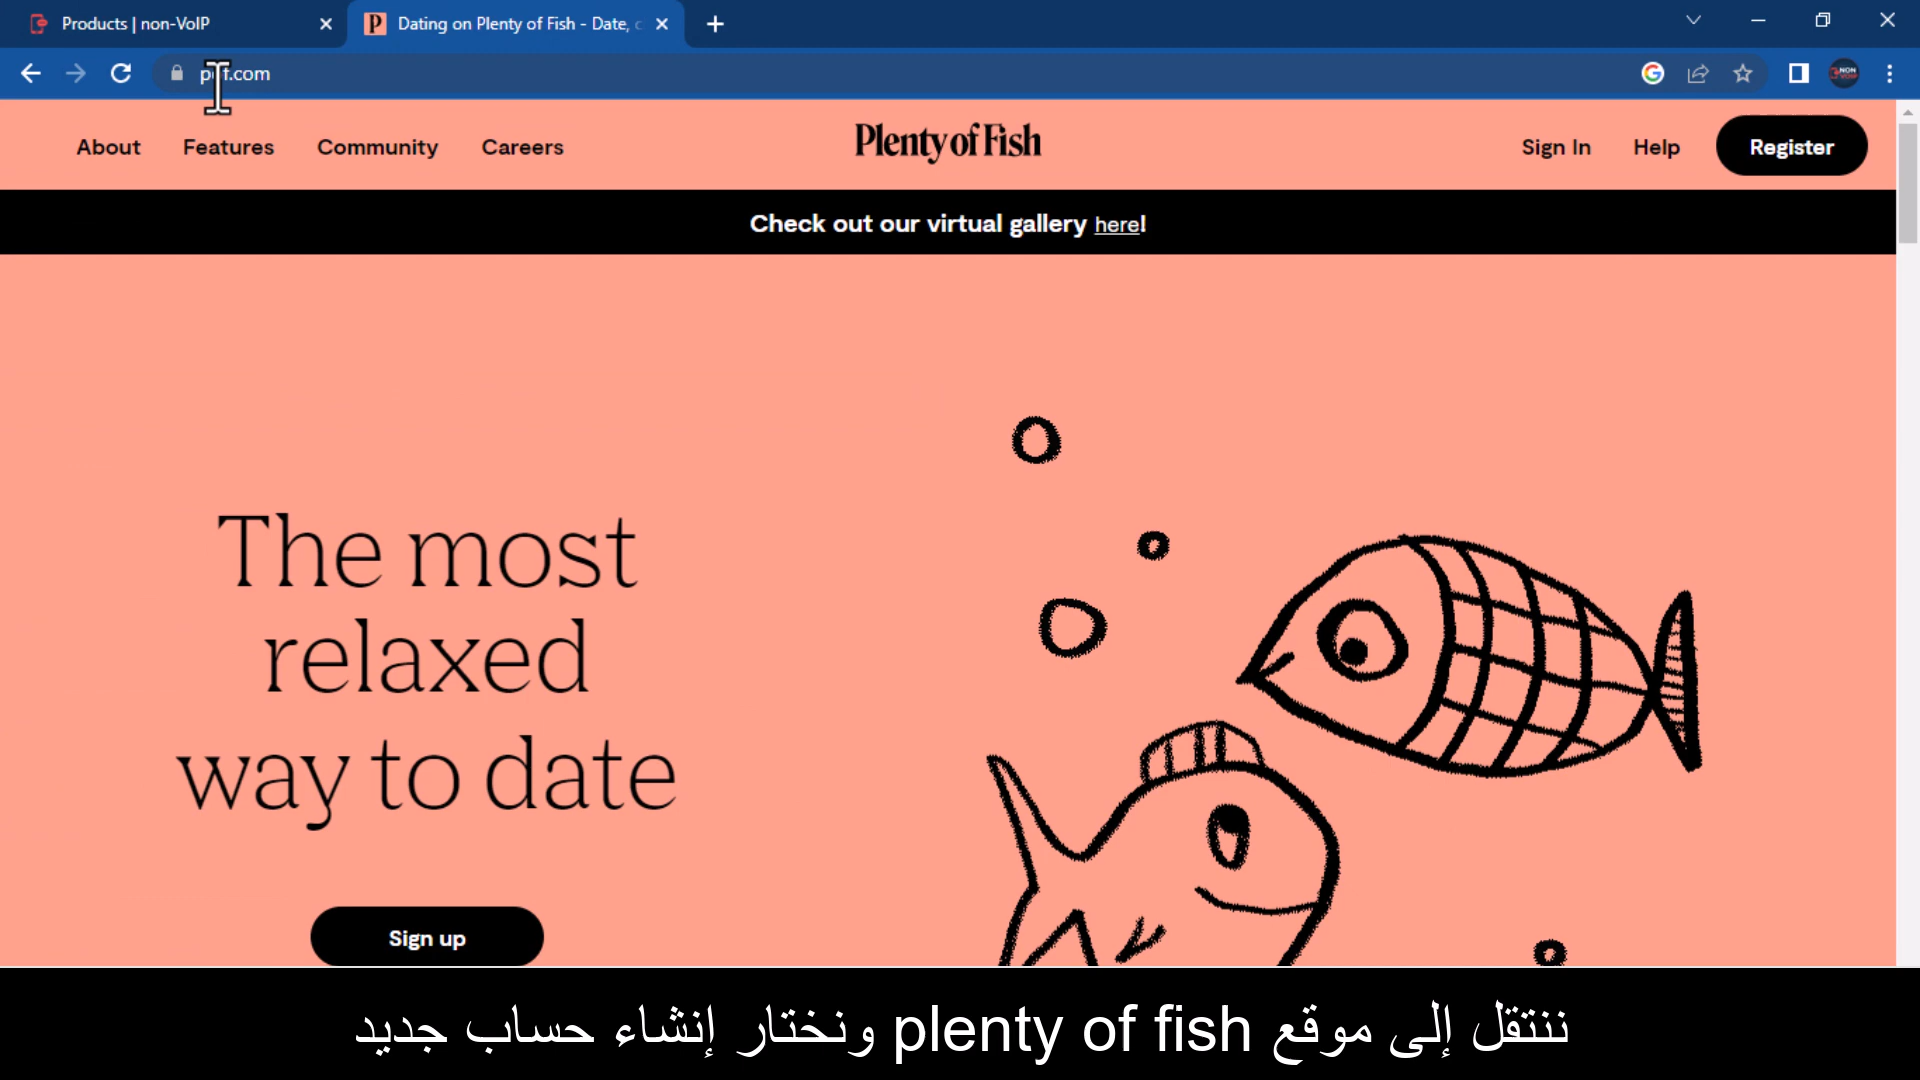 Products | non-VoIP
Dating on Plenty of Fish - Date,
.com
About Features Community Careers
Plenty of Fish
Sign In Help Register
Check out our virtual gallery here!
The most
relaxed
way to date
Sign up
ننتقل إلى موقع plenty of fish ونختار إنشاء حساب جديد